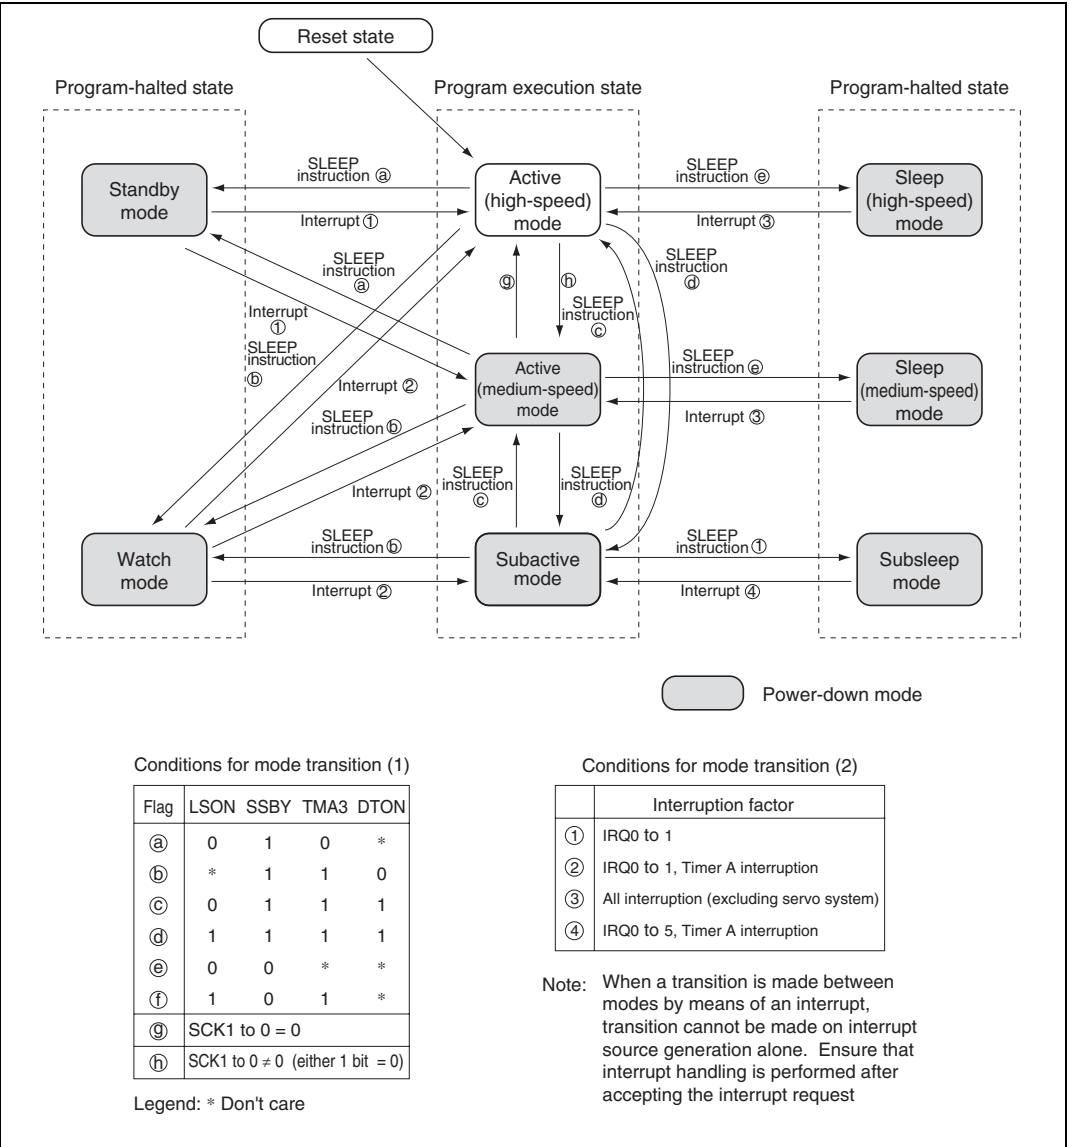 Reset state
Program-halted state
Program execution state
Program-halted state
Standby
mode
SLEEP
instruction ⓐ
Interrupt ①
Active
(high-speed)
mode
SLEEP
instruction ⓔ
Interrupt ③
Sleep
(high-speed)
mode
SLEEP
instruction
ⓐ
ⓖ
ⓗ
SLEEP
instruction
ⓓ
Interrupt
①
SLEEP
instruction
ⓒ
SLEEP
instruction
ⓑ
Interrupt ②
Active
(medium-speed)
mode
SLEEP
instruction ⓔ
Interrupt ③
Sleep
(medium-speed)
mode
SLEEP
instruction ⓑ
Interrupt ②
SLEEP
instruction
ⓒ
SLEEP
instruction
ⓓ
Watch
mode
SLEEP
instruction ⓑ
Interrupt ②
Subactive
mode
SLEEP
instruction ①
Interrupt ④
Subsleep
mode
Power-down mode
Conditions for mode transition (1)
Flag LSON SSBY TMA3 DTON
ⓐ 0 1 0 *
ⓑ * 1 1 0
ⓒ 0 1 1 1
ⓓ 1 1 1 1
ⓔ 0 0 * *
ⓕ 1 0 1 *
ⓖ SCK1 to 0 = 0
ⓗ SCK1 to 0 ≠ 0 (either 1 bit = 0)
Legend: * Don't care
Conditions for mode transition (2)
Interruption factor
① IRQ0 to 1
② IRQ0 to 1, Timer A interruption
③ All interruption (excluding servo system)
④ IRQ0 to 5, Timer A interruption
Note: When a transition is made between
modes by means of an interrupt,
transition cannot be made on interrupt
source generation alone. Ensure that
interrupt handling is performed after
accepting the interrupt request